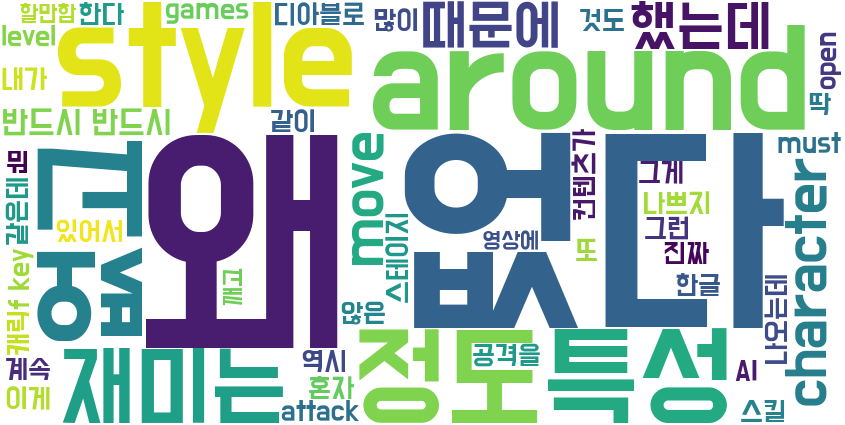 할만함
한다
games
디아블로
많이
때문에
것도
했는데
open
level
style
around
딱
내가
반드시 반드시
같이
must
뭔
고
왜
없다
move
컨텐츠가
그게
character
같은데
있어서
영상에
나쁘지
그런
또
진짜
웹
스테이지
깨고
한글
나오는데
캐릭
f key
않은
계속
재미는
역시
정도
공격을
특성
AI
이게
혼자
attack
스킬